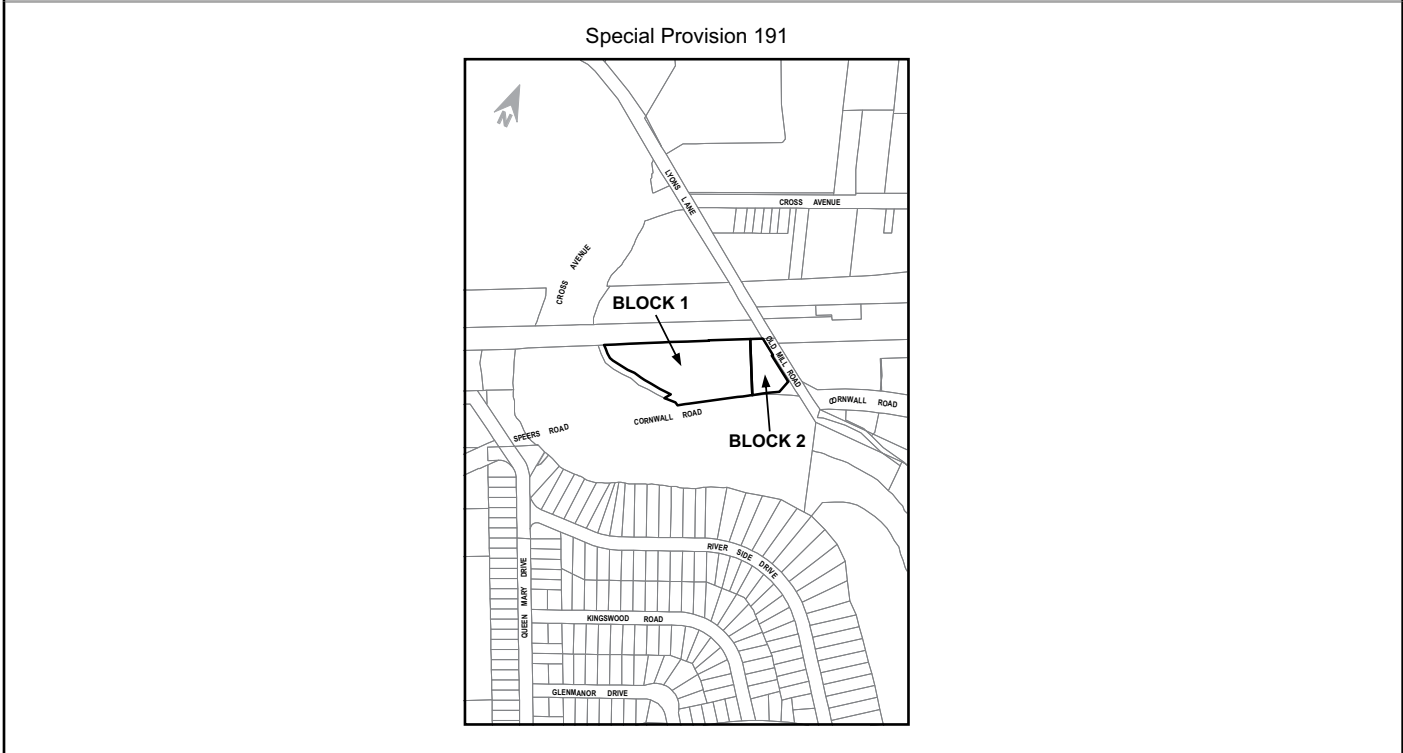 Special Provision 191
N
LYONS LANE
CROSS AVENUE
CROSS AVENUE
BLOCK 1
OLD MILL ROAD
CORNWALL ROAD
CORNWALL ROAD
SPEERS ROAD
BLOCK 2
RIVER SIDE DRIVE
QUEEN MARY DRIVE
KINGSWOOD ROAD
GLENMANOR DRIVE